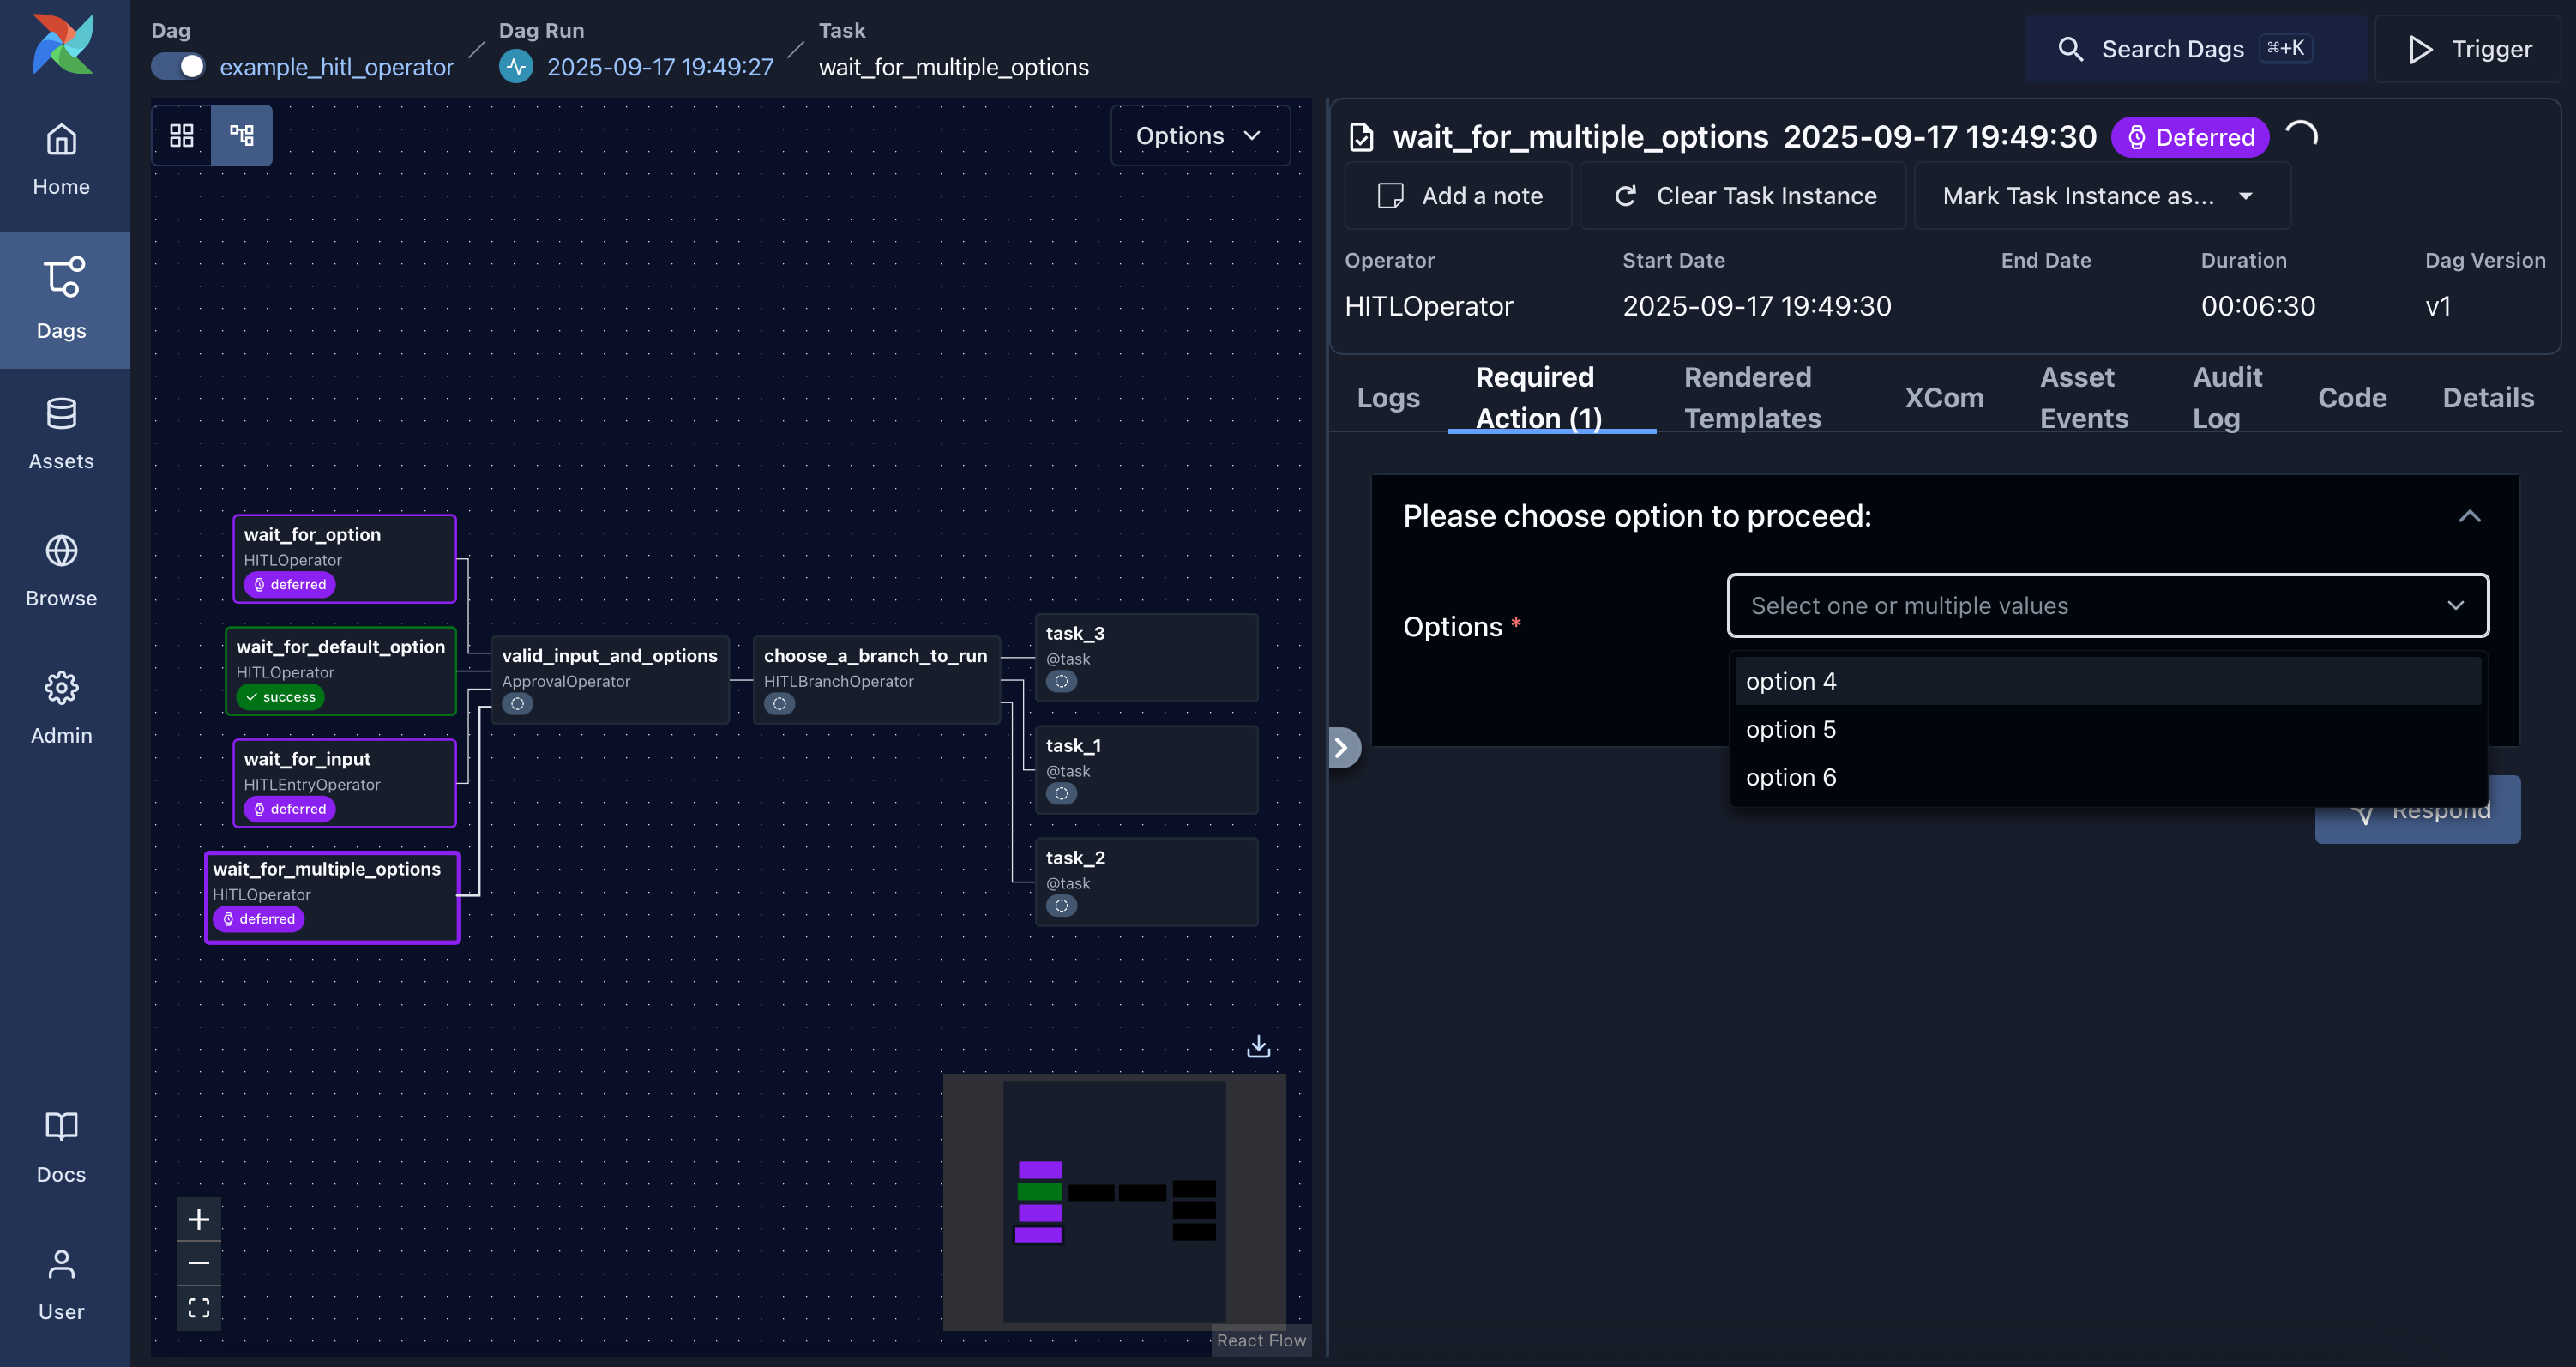 Dag
example_hitl_operator
Dag Run
2025-09-17 19:49:27
Task
wait_for_multiple_options
Search Dags
⌘+K
Trigger
Home
Dags
Assets
Browse
Admin
Docs
User
Options
wait_for_option
HITLOperator
deferred
wait_for_default_option
HITLOperator
success
wait_for_input
HITLEntryOperator
deferred
wait_for_multiple_options
HITLOperator
deferred
valid_input_and_options
ApprovalOperator
choose_a_branch_to_run
HITLBranchOperator
task_3
@task
task_1
@task
task_2
@task
React Flow
wait_for_multiple_options 2025-09-17 19:49:30
Deferred
Add a note
Clear Task Instance
Mark Task Instance as...
Operator
HITLOperator
Start Date
2025-09-17 19:49:30
End Date
Duration
00:06:30
Dag Version
v1
Logs
Required
Action (1)
Rendered
Templates
XCom
Asset
Events
Audit
Log
Code
Details
Please choose option to proceed:
Options *
Select one or multiple values
option 4
option 5
option 6
Respond